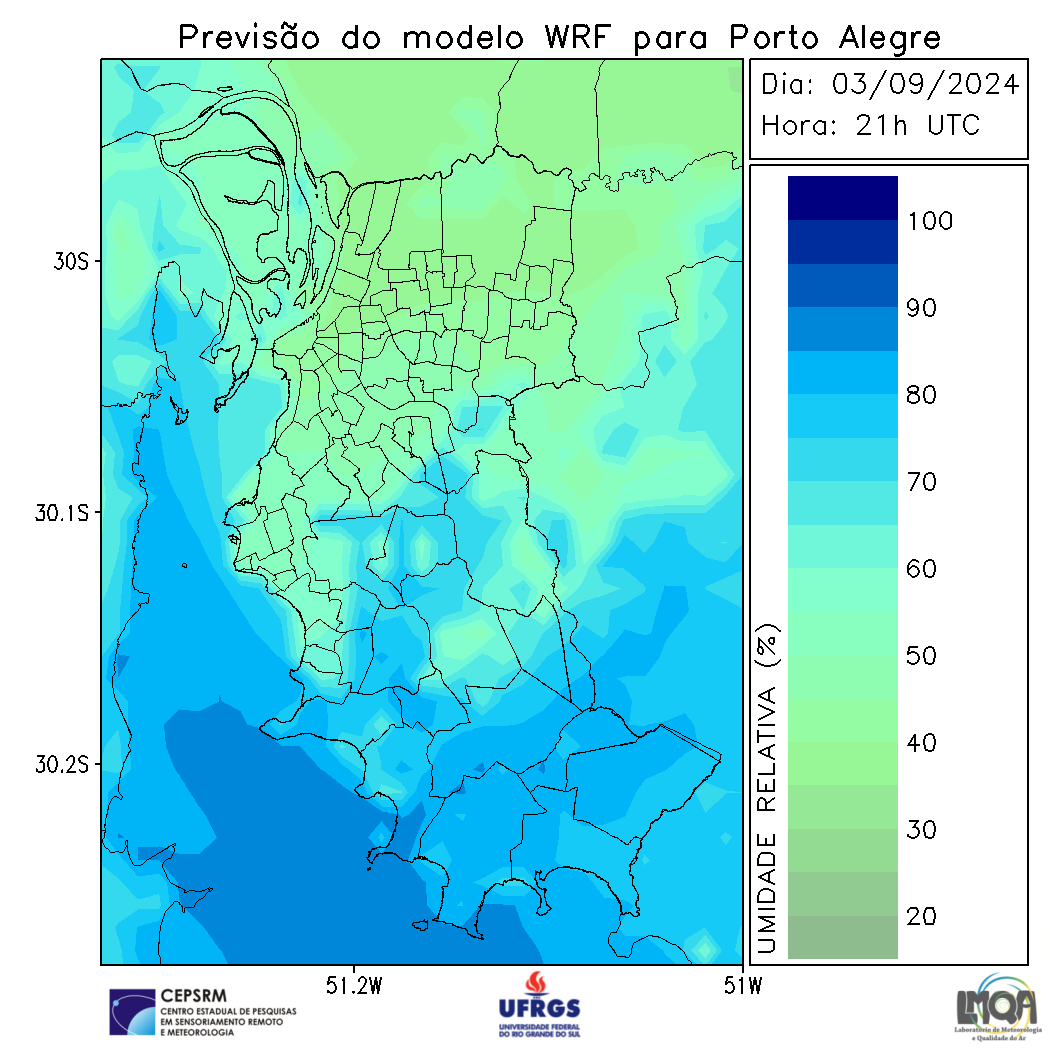 Previsão do modelo WRF para Porto Alegre
Dia: 03/09/2024
Hora: 21h UTC
30S
30.1S
30.2S
51.2W
51W
100
90
80
70
60
50
40
30
20
UMIDADE RELATIVA (%)
CEPSRM
CENTRO ESTADUAL DE PESQUISAS
EM SENSORIAMENTO REMOTO
E METEOROLOGIA
UFRGS
UNIVERSIDADE FEDERAL
DO RIO GRANDE DO SUL
LMQA
Laboratório de Meteorologia
e Qualidade do Ar